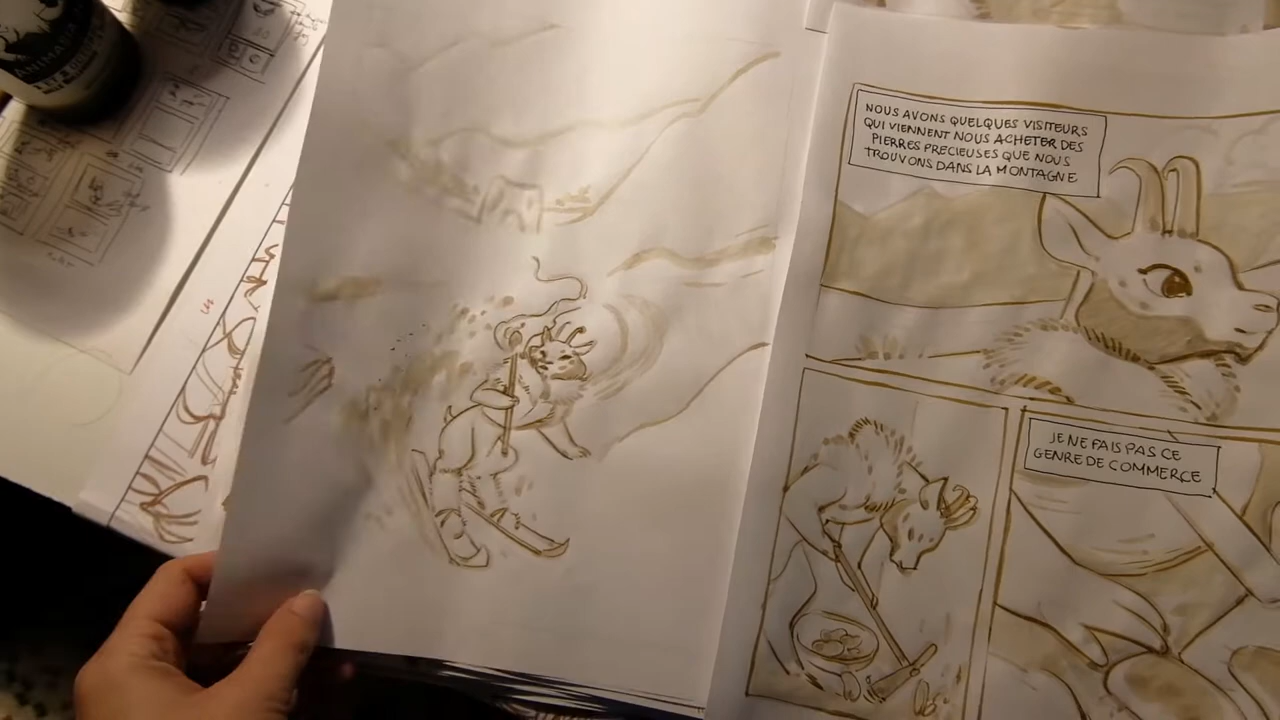 NOUS AVONS QUELQUES VISITEURS
QUI VIENNENT NOUS ACHETER DES
PIERRES PRECIEUSES QUE NOUS
TROUVONS DANS LA MONTAGNE
JE NE FAIS PAS CE
GENRE DE COMMERCE